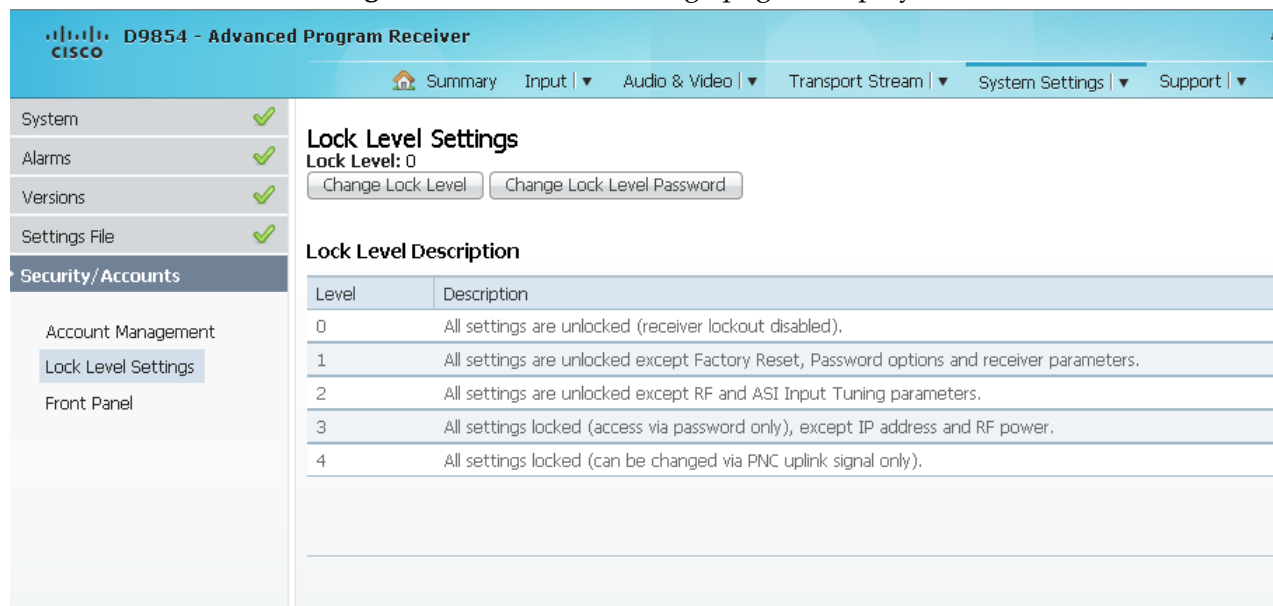 CISCO D9854 - Advanced Program Receiver
Summary Input | ▼ Audio & Video | ▼ Transport Stream | ▼ System Settings | ▼ Support | ▼
System
Alarms
Versions
Settings File
Security/Accounts
Account Management
Lock Level Settings
Front Panel
Lock Level Settings
Lock Level: 0
Change Lock Level Change Lock Level Password
Lock Level Description
Level Description
0 All settings are unlocked (receiver lockout disabled).
1 All settings are unlocked except Factory Reset, Password options and receiver parameters.
2 All settings are unlocked except RF and ASI Input Tuning parameters.
3 All settings locked (access via password only), except IP address and RF power.
4 All settings locked (can be changed via PNC uplink signal only).